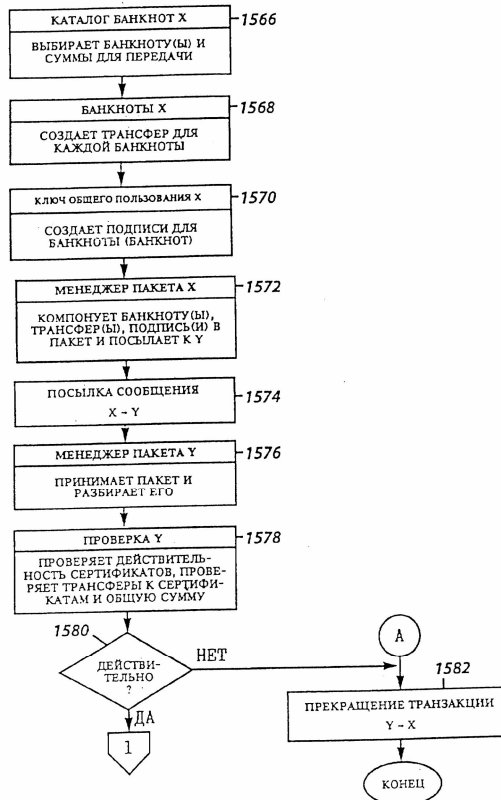 КАТАЛОГ БАНКНОТ X
1566
ВЫБИРАЕТ БАНКНОТУ(Ы) И
СУММЫ ДЛЯ ПЕРЕДАЧИ
БАНКНОТЫ X
1568
СОЗДАЕТ ТРАНСФЕР ДЛЯ
КАЖДОЙ БАНКНОТЫ
КЛЮЧ ОБЩЕГО ПОЛЬЗОВАНИЯ X
1570
СОЗДАЕТ ПОДПИСИ ДЛЯ
БАНКНОТЫ (БАНКНОТ)
МЕНЕДЖЕР ПАКЕТА X
1572
КОМПОНУЕТ БАНКНОТУ(Ы),
ТРАНСФЕР(Ы), ПОДПИСЬ(И) В
ПАКЕТ И ПОСЫЛАЕТ К Y
ПОСЫЛКА СООБЩЕНИЯ
X - Y
1574
МЕНЕДЖЕР ПАКЕТА Y
1576
ПРИНИМАЕТ ПАКЕТ И
РАЗБИРАЕТ ЕГО
ПРОВЕРКА Y
1578
ПРОВЕРЯЕТ ДЕЙСТВИТЕЛЬ-
НОСТЬ СЕРТИФИКАТОВ, ПРОВЕ-
РЯЕТ ТРАНСФЕРЫ К СЕРТИФИ-
КАТАМ И ОБЩУЮ СУММУ
1580
ДЕЙСТВИ-
ТЕЛЬНО
?
НЕТ
ДА
1
A
1582
ПРЕКРАЩЕНИЕ ТРАНЗАКЦИИ
Y - X
КОНЕЦ